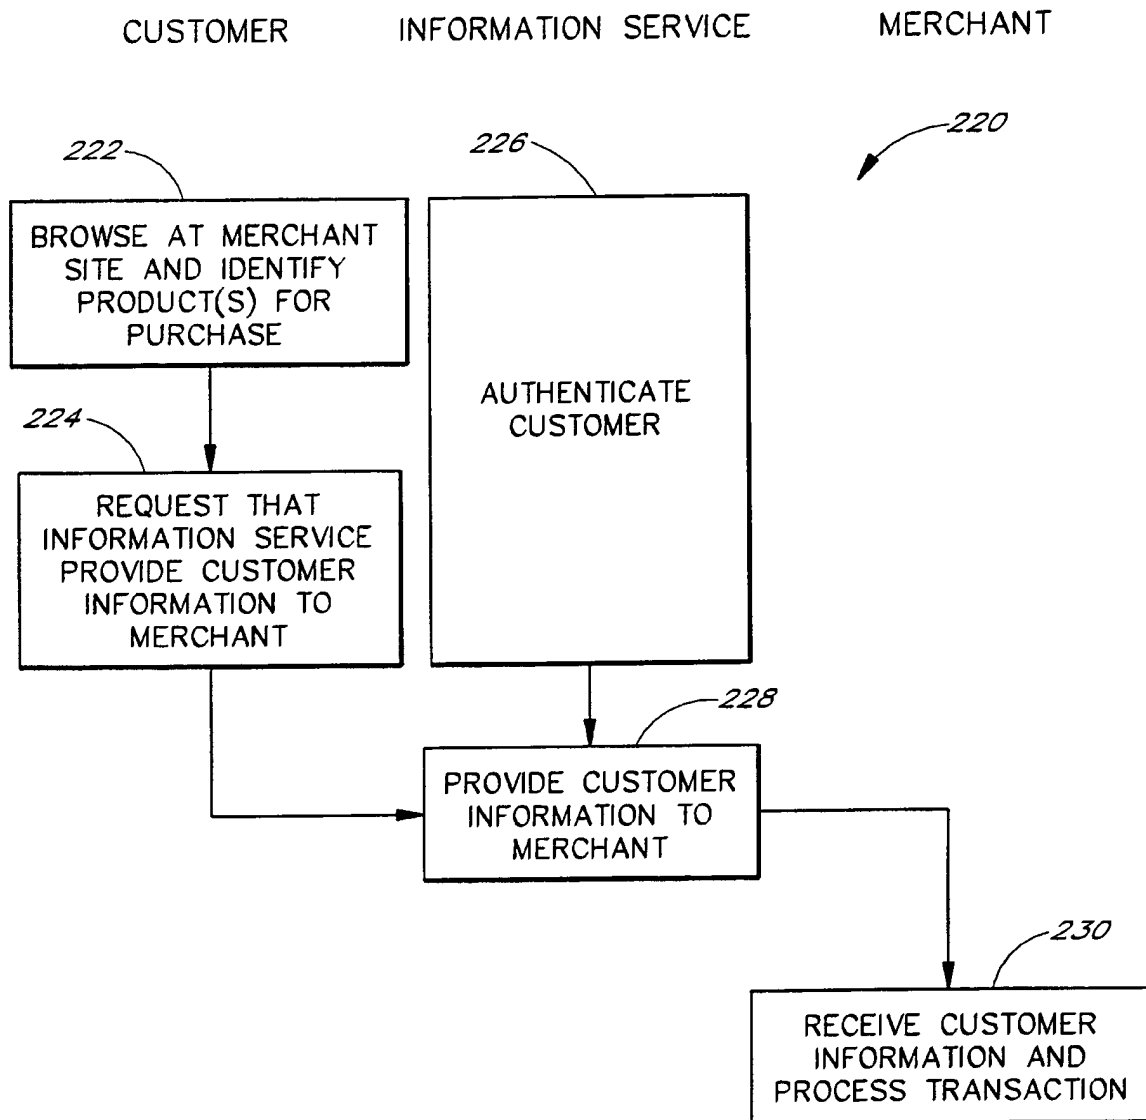 CUSTOMER
INFORMATION SERVICE
MERCHANT
220
222
226
BROWSE AT MERCHANT
SITE AND IDENTIFY
PRODUCT(S) FOR
PURCHASE
AUTHENTICATE
CUSTOMER
224
REQUEST THAT
INFORMATION SERVICE
PROVIDE CUSTOMER
INFORMATION TO
MERCHANT
228
PROVIDE CUSTOMER
INFORMATION TO
MERCHANT
230
RECEIVE CUSTOMER
INFORMATION AND
PROCESS TRANSACTION